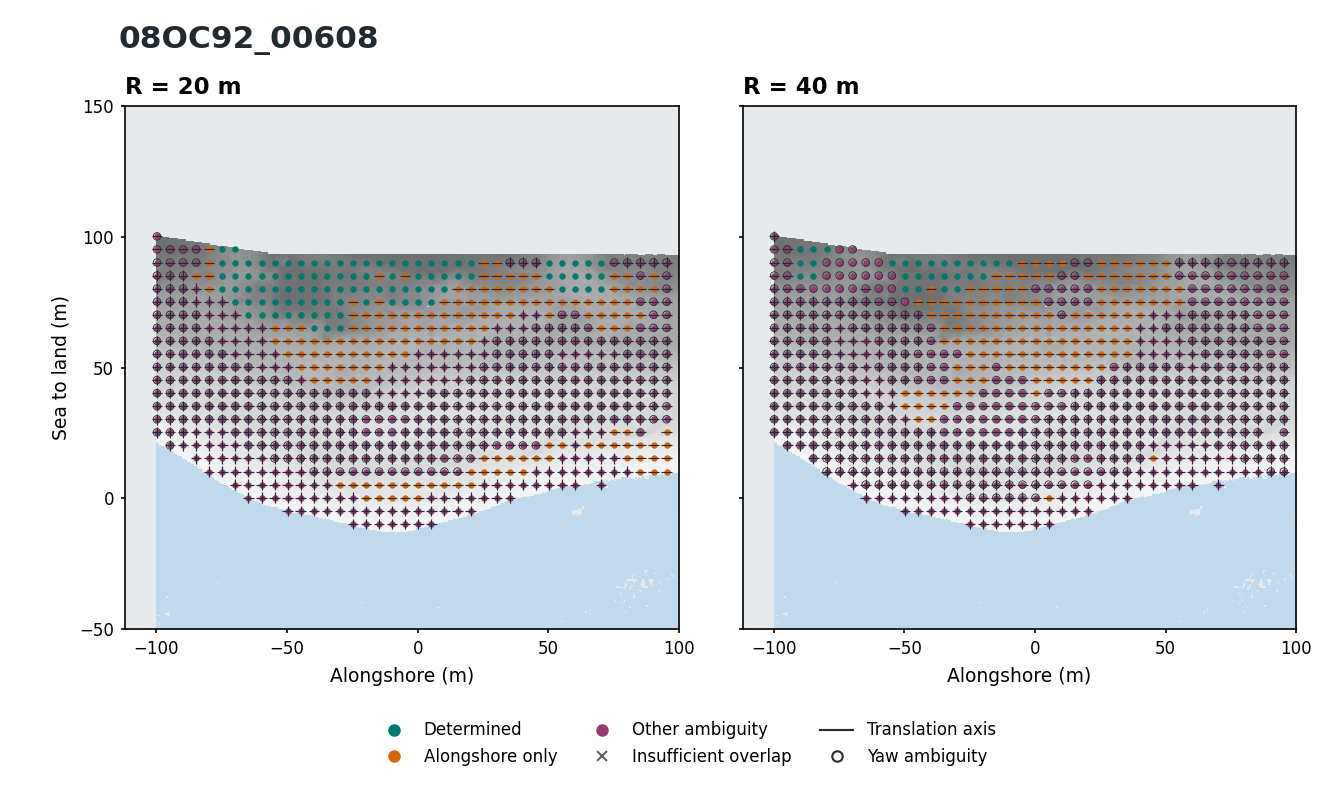 08OC92_00608
R = 20 m
R = 40 m
150
100
50
0
−50
Sea to land (m)
−100
−50
0
50
100
−100
−50
0
50
100
Alongshore (m)
Alongshore (m)
Determined
Other ambiguity
Translation axis
Alongshore only
Insufficient overlap
Yaw ambiguity